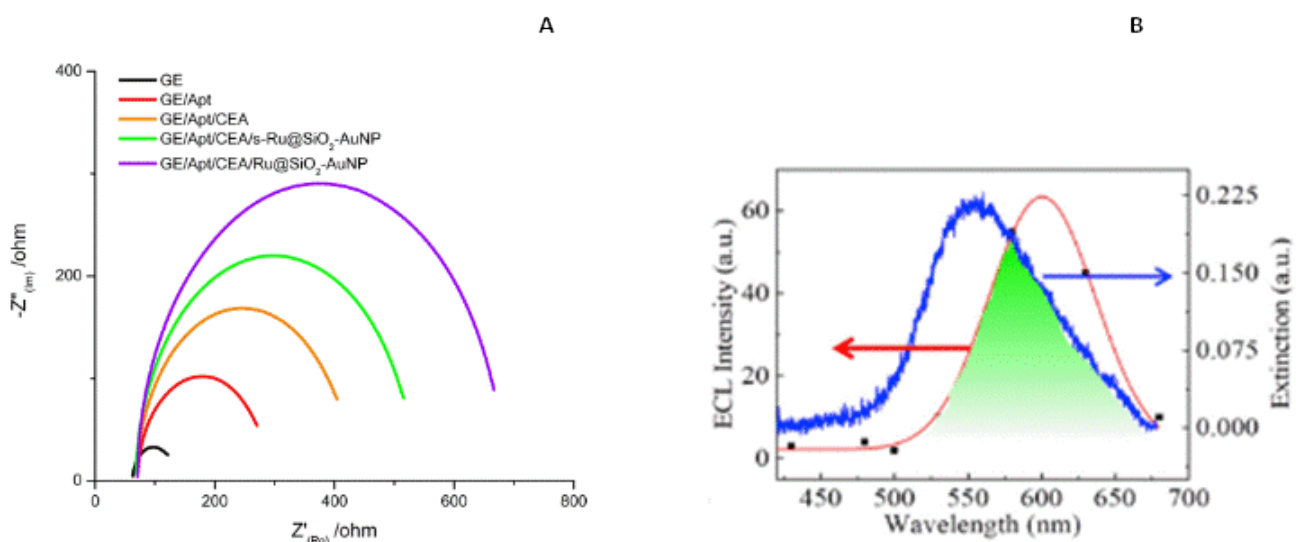 A
B
400
GE
GE/Apt
GE/Apt/CEA
GE/Apt/CEA/s-Ru@SiO₂-AuNP
GE/Apt/CEA/Ru@SiO₂-AuNP
-Z"(Im) /ohm
200
0
0 200 400 600 800
Z'(Re) /ohm
ECL Intensity (a.u.)
60
40
20
0
0.225
0.150
0.075
0.000
Extinction (a.u.)
450 500 550 600 650 700
Wavelength (nm)